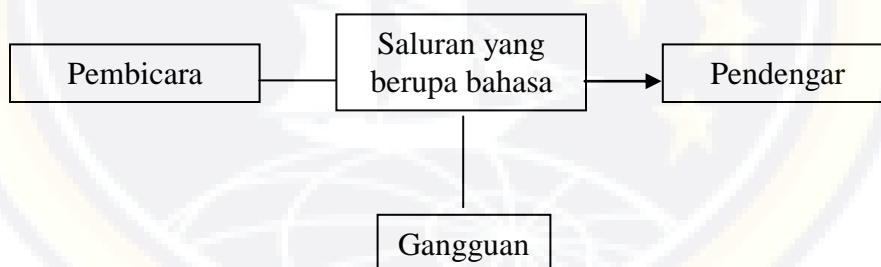 Pembicara
Saluran yang
berupa bahasa
Pendengar
Gangguan